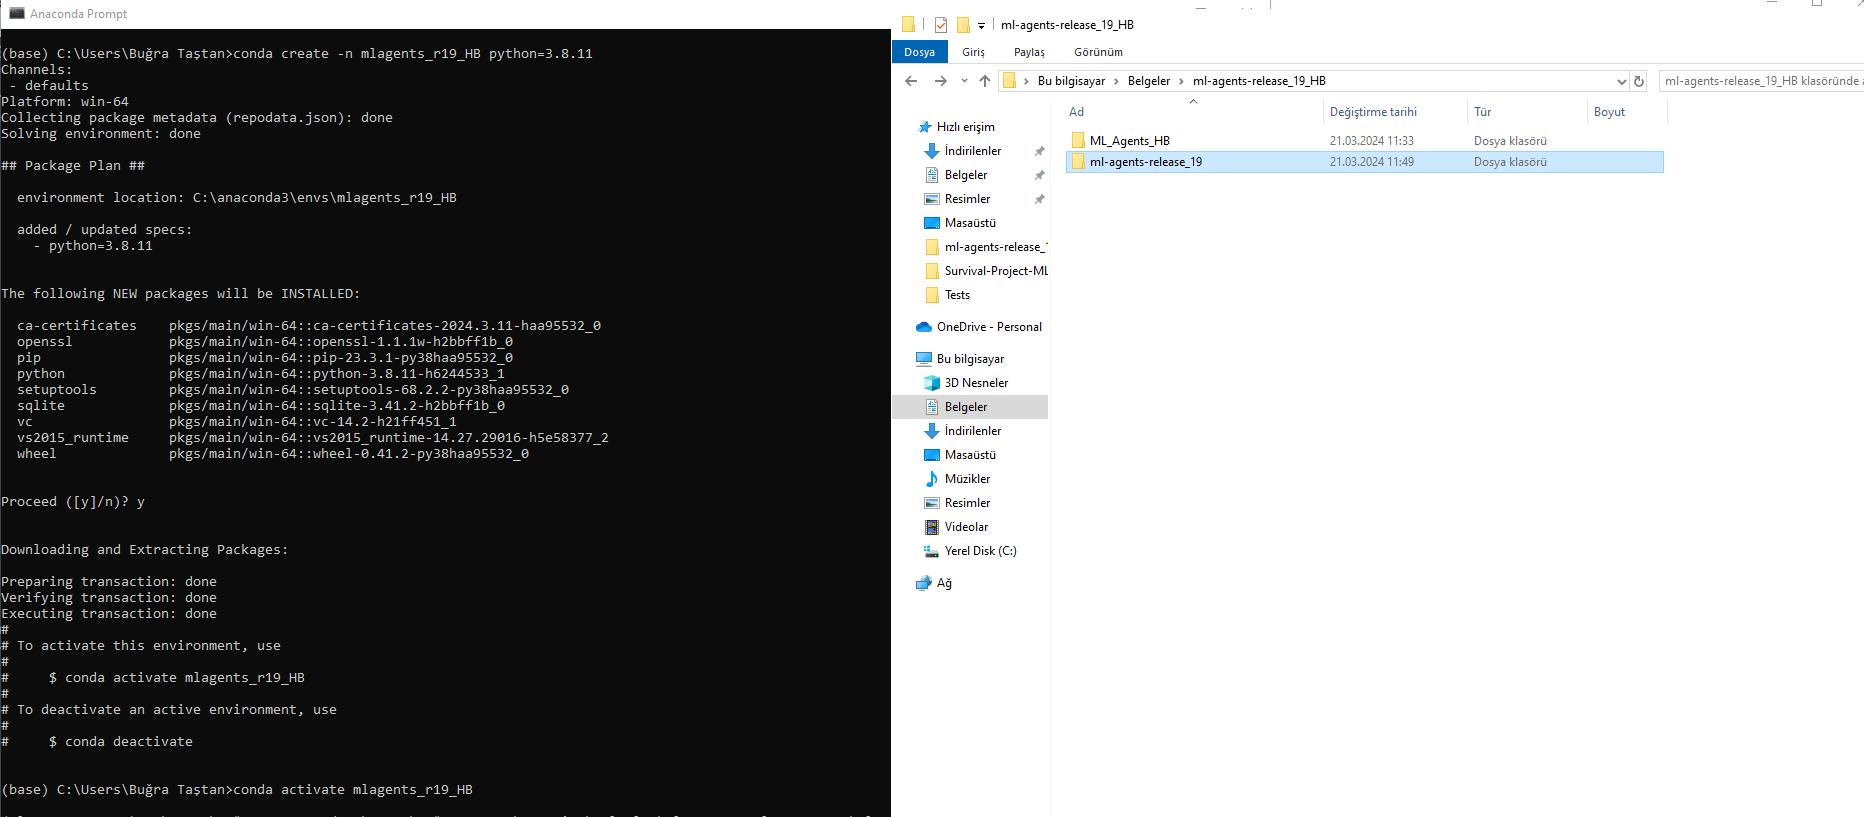 Anaconda Prompt
(base) C:\Users\Buğra Taştan>conda create -n mlagents_r19_HB python=3.8.11
Channels:
- defaults
Platform: win-64
Collecting package metadata (repodata.json): done
Solving environment: done
## Package Plan ##
environment location: C:\anaconda3\envs\mlagents_r19_HB
added / updated specs:
- python=3.8.11
The following NEW packages will be INSTALLED:
ca-certificates pkgs/main/win-64::ca-certificates-2024.3.11-haa95532_0
openssl pkgs/main/win-64::openssl-1.1.1w-h2bbff1b_0
pip pkgs/main/win-64::pip-23.3.1-py38haa95532_0
python pkgs/main/win-64::python-3.8.11-h6244533_1
setuptools pkgs/main/win-64::setuptools-68.2.2-py38haa95532_0
sqlite pkgs/main/win-64::sqlite-3.41.2-h2bbff1b_0
vc pkgs/main/win-64::vc-14.2-h21ff451_1
vs2015_runtime pkgs/main/win-64::vs2015_runtime-14.27.29016-h5e58377_2
wheel pkgs/main/win-64::wheel-0.41.2-py38haa95532_0
Proceed ([y]/n)? y
Downloading and Extracting Packages:
Preparing transaction: done
Verifying transaction: done
Executing transaction: done
#
# To activate this environment, use
#
# $ conda activate mlagents_r19_HB
#
# To deactivate an active environment, use
#
# $ conda deactivate
(base) C:\Users\Buğra Taştan>conda activate mlagents_r19_HB
ml-agents-release_19_HB
Dosya Giriş Paylaş Görünüm
Bu bilgisayar > Belgeler > ml-agents-release_19_HB
ml-agents-release_19_HB klasöründe
Ad Değiştirme tarihi Tür Boyut
ML_Agents_HB 21.03.2024 11:33 Dosya klasörü
ml-agents-release_19 21.03.2024 11:49 Dosya klasörü
Hızlı erişim
İndirilenler
Belgeler
Resimler
Masaüstü
ml-agents-release_1
Survival-Project-ML
Tests
OneDrive - Personal
Bu bilgisayar
3D Nesneler
Belgeler
İndirilenler
Masaüstü
Müzikler
Resimler
Videolar
Yerel Disk (C:)
Ağ